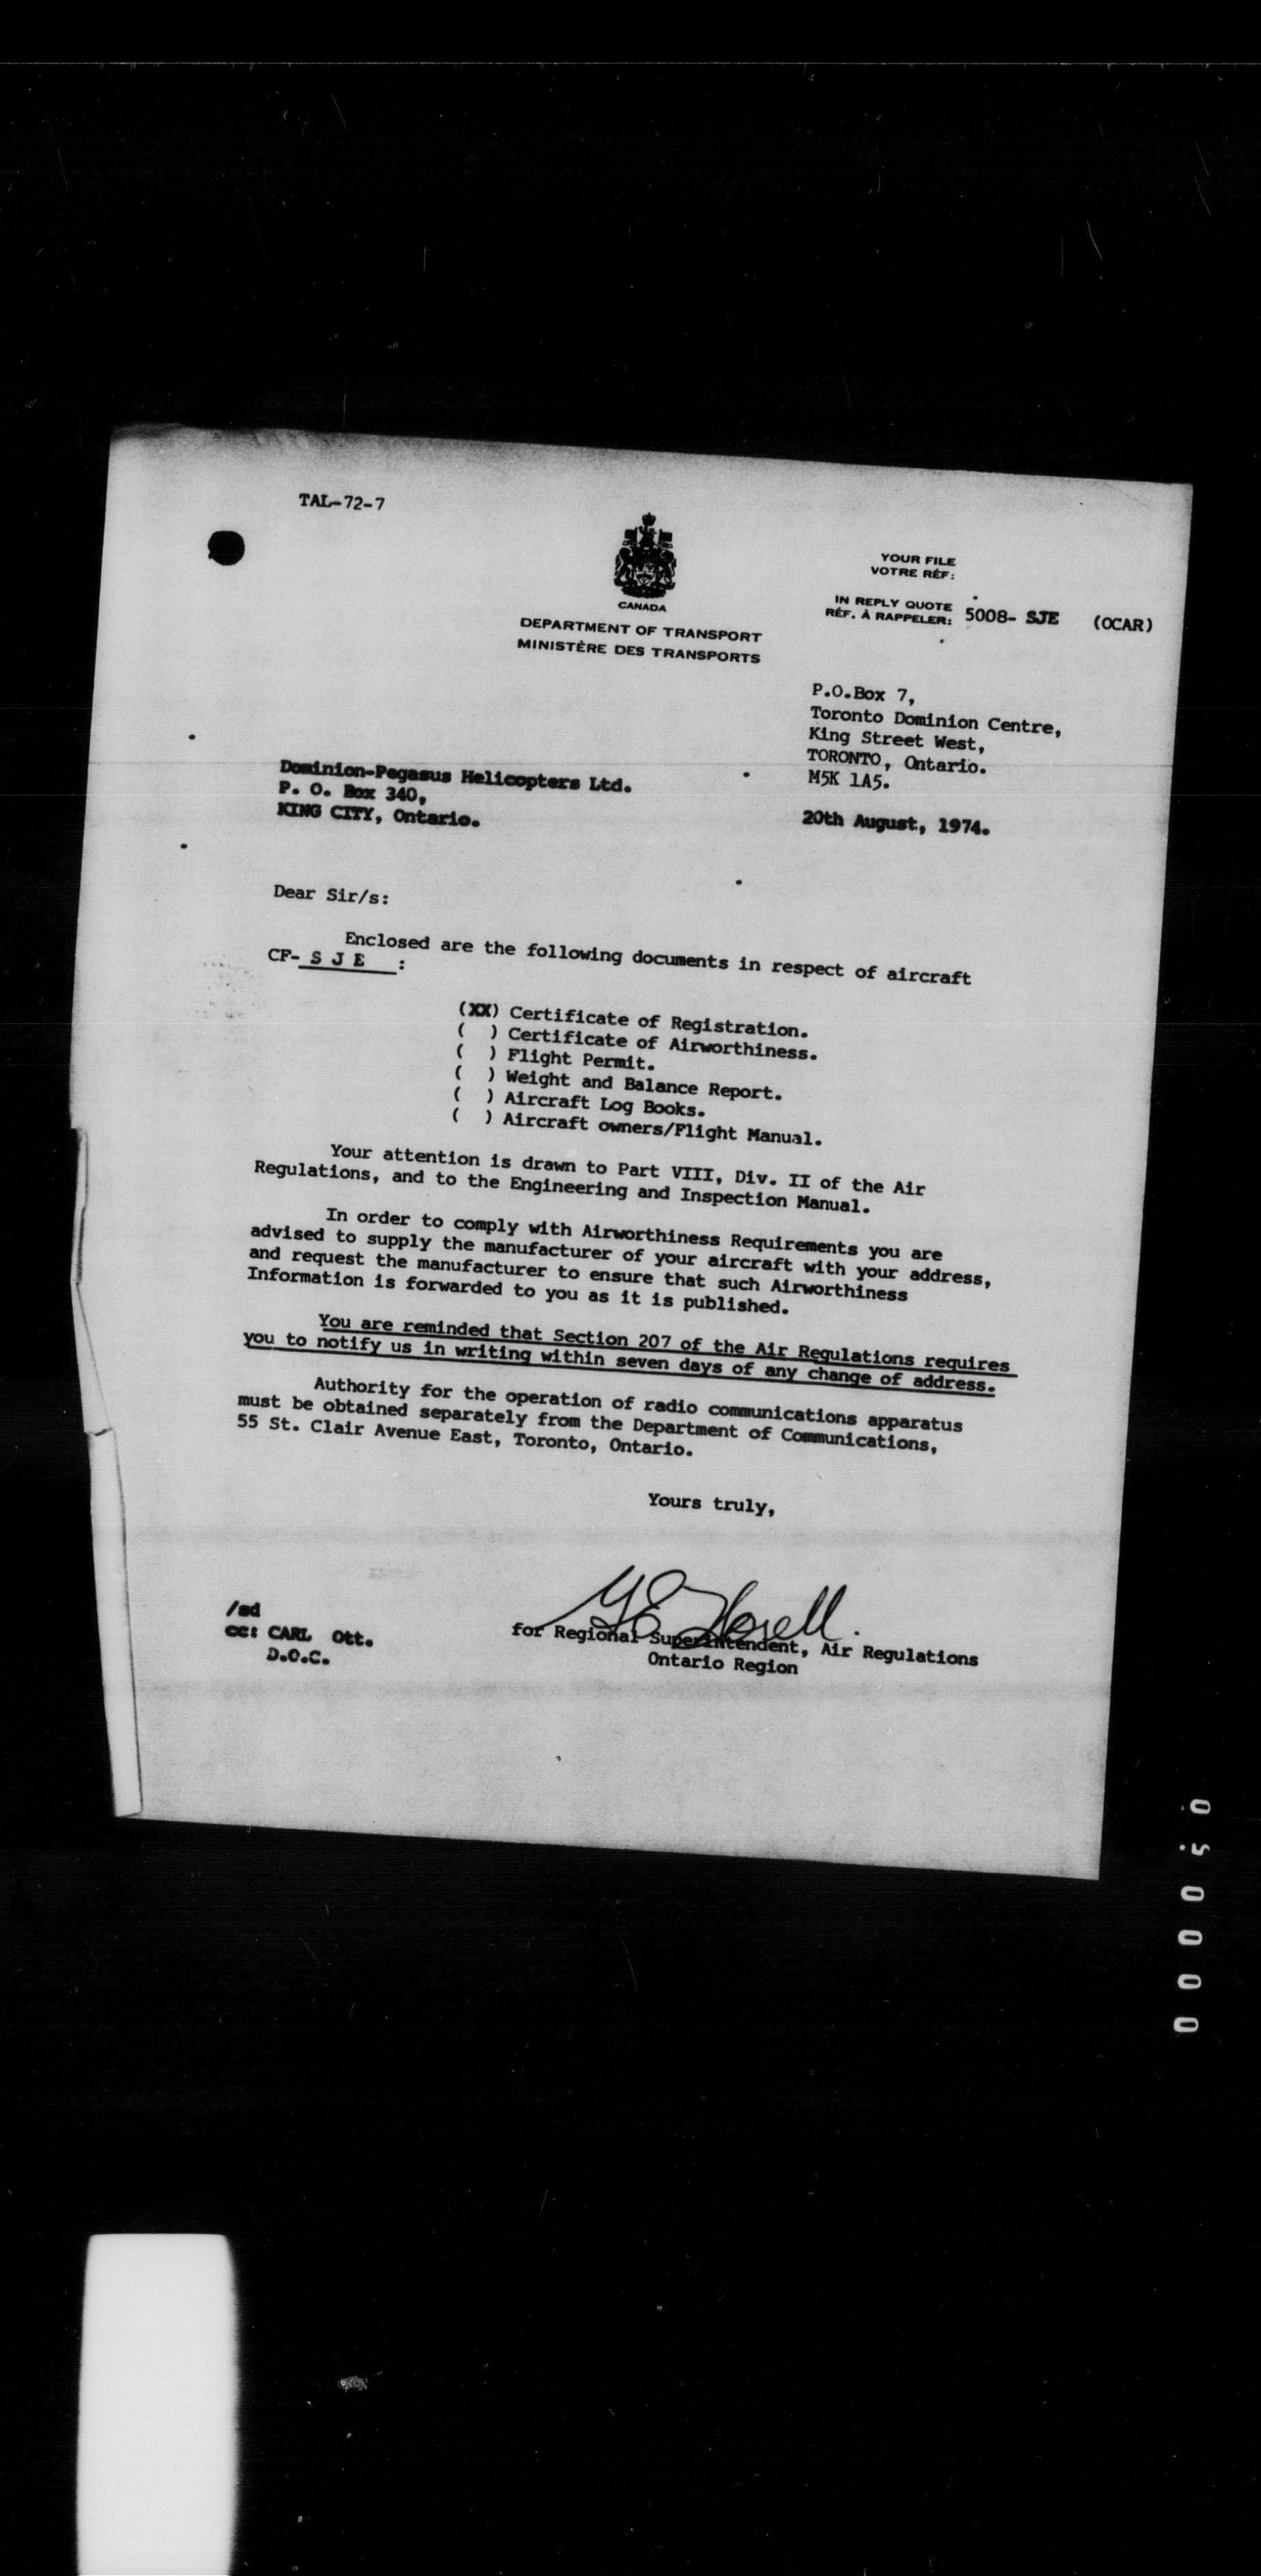 TAL-72-7
CANADA
DEPARTMENT OF TRANSPORT
MINISTÈRE DES TRANSPORTS
YOUR FILE
VOTRE RÉF:
IN REPLY QUOTE
RÉF. À RAPPELER: 5008- SJE (OCAR)
P.O.Box 7,
Toronto Dominion Centre,
King Street West,
TORONTO, Ontario.
M5K 1A5.
Dominion-Pegasus Helicopters Ltd.
P. O. Box 340,
KING CITY, Ontario.
20th August, 1974.
Dear Sir/s:
Enclosed are the following documents in respect of aircraft
CF- S J E :
(XX) Certificate of Registration.
( ) Certificate of Airworthiness.
( ) Flight Permit.
( ) Weight and Balance Report.
( ) Aircraft Log Books.
( ) Aircraft owners/Flight Manual.
Your attention is drawn to Part VIII, Div. II of the Air
Regulations, and to the Engineering and Inspection Manual.
In order to comply with Airworthiness Requirements you are
advised to supply the manufacturer of your aircraft with your address,
and request the manufacturer to ensure that such Airworthiness
Information is forwarded to you as it is published.
You are reminded that Section 207 of the Air Regulations requires
you to notify us in writing within seven days of any change of address.
Authority for the operation of radio communications apparatus
must be obtained separately from the Department of Communications,
55 St. Clair Avenue East, Toronto, Ontario.
Yours truly,
for Regional Superintendent, Air Regulations
Ontario Region
cc: CARL Ott.
D.O.C.
000050